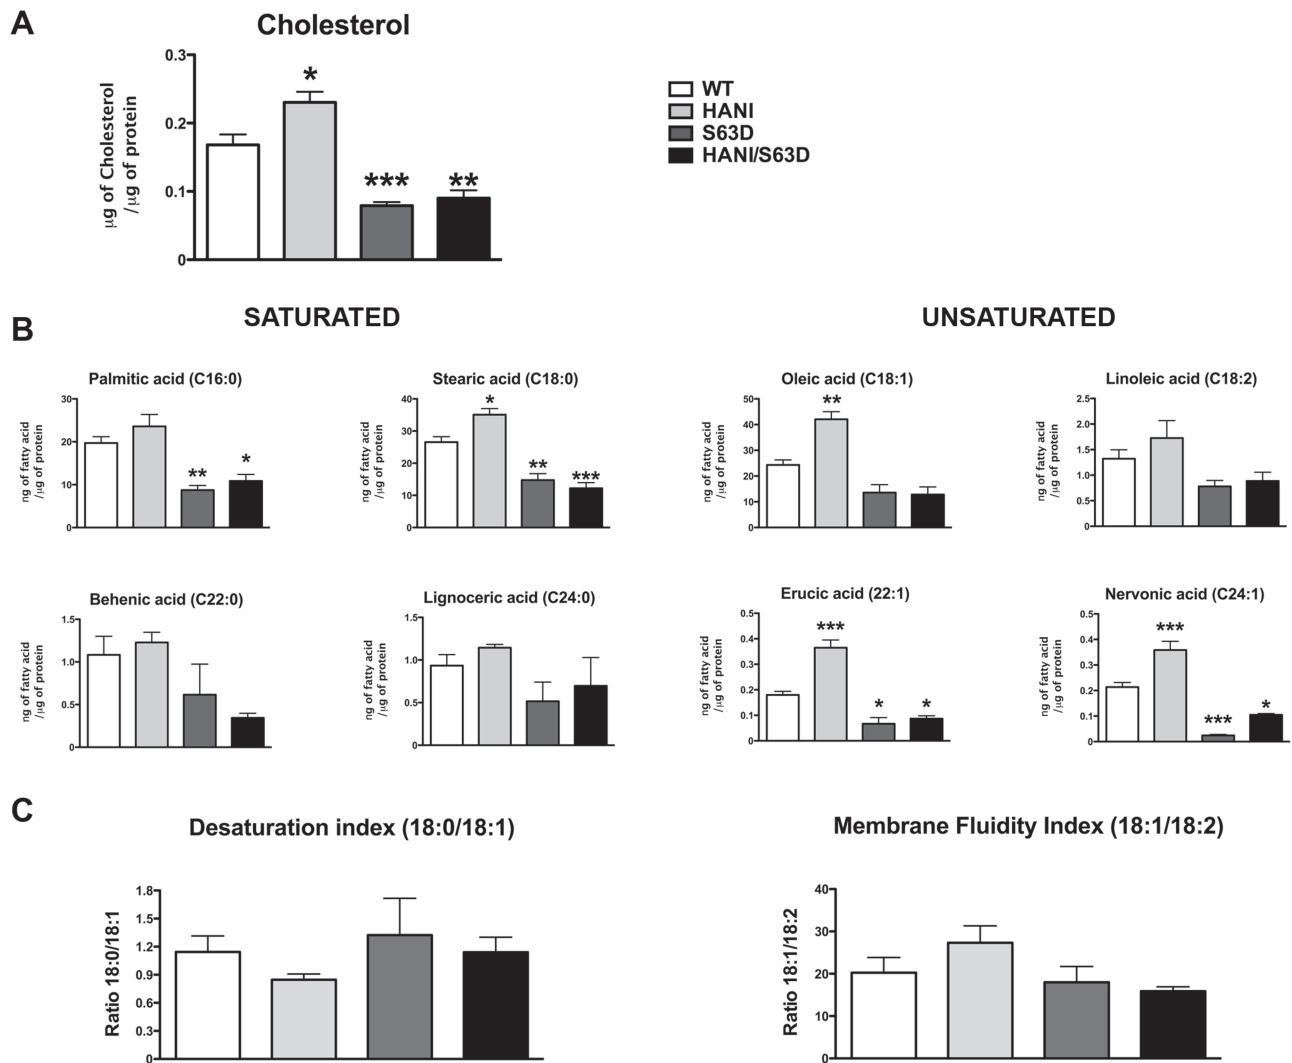 A
Cholesterol
µg of Cholesterol
/µg of protein
0.3
0.2
0.1
0
*
***
**
WT
HANI
S63D
HANI/S63D
B
SATURATED
UNSATURATED
Palmitic acid (C16:0)
ng of fatty acid
/µg of protein
30
20
10
0
**
*
Stearic acid (C18:0)
ng of fatty acid
/µg of protein
40
30
20
10
0
*
**
***
Oleic acid (C18:1)
ng of fatty acid
/µg of protein
50
40
30
20
10
0
**
Linoleic acid (C18:2)
ng of fatty acid
/µg of protein
2.5
2.0
1.5
1.0
0.5
0
Behenic acid (C22:0)
ng of fatty acid
/µg of protein
1.5
1.0
0.5
0
Lignoceric acid (C24:0)
ng of fatty acid
/µg of protein
1.5
1.0
0.5
0
Erucic acid (22:1)
ng of fatty acid
/µg of protein
0.5
0.4
0.3
0.2
0.1
0
***
*
*
Nervonic acid (C24:1)
ng of fatty acid
/µg of protein
0.5
0.4
0.3
0.2
0.1
0
***
***
*
C
Desaturation index (18:0/18:1)
Ratio 18:0/18:1
1.8
1.5
1.2
0.9
0.6
0.3
0
Membrane Fluidity Index (18:1/18:2)
Ratio 18:1/18:2
40
30
20
10
0